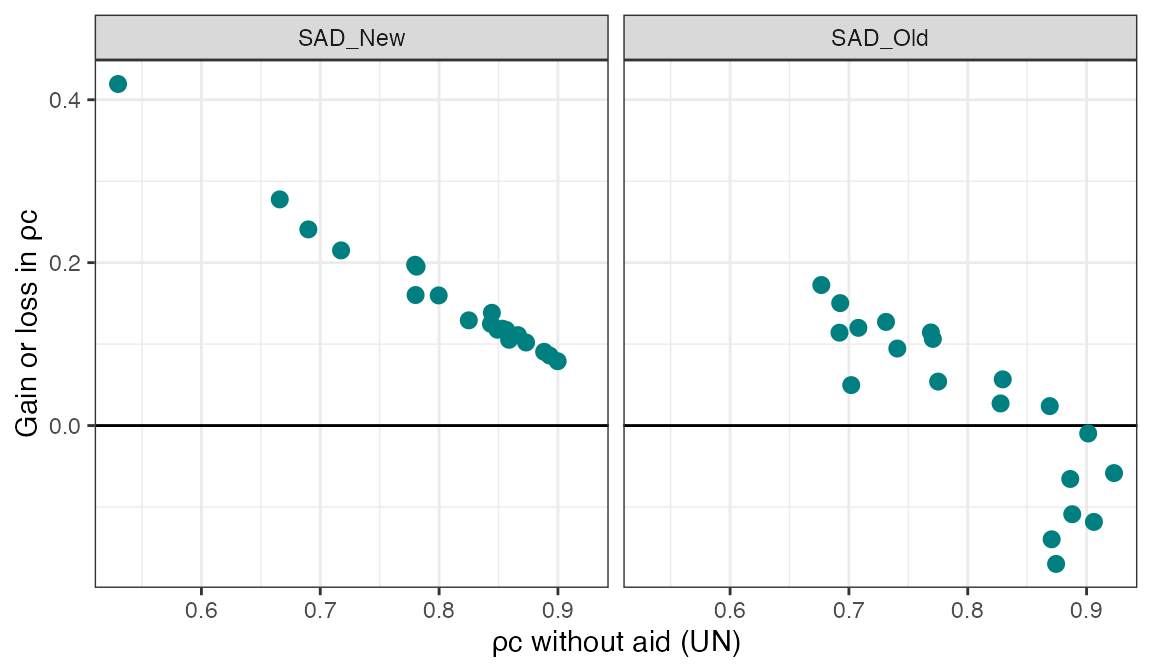 SAD_New
SAD_Old
Gain or loss in ρc
0.4
0.2
0.0
0.6 0.7 0.8 0.9
0.6 0.7 0.8 0.9
ρc without aid (UN)